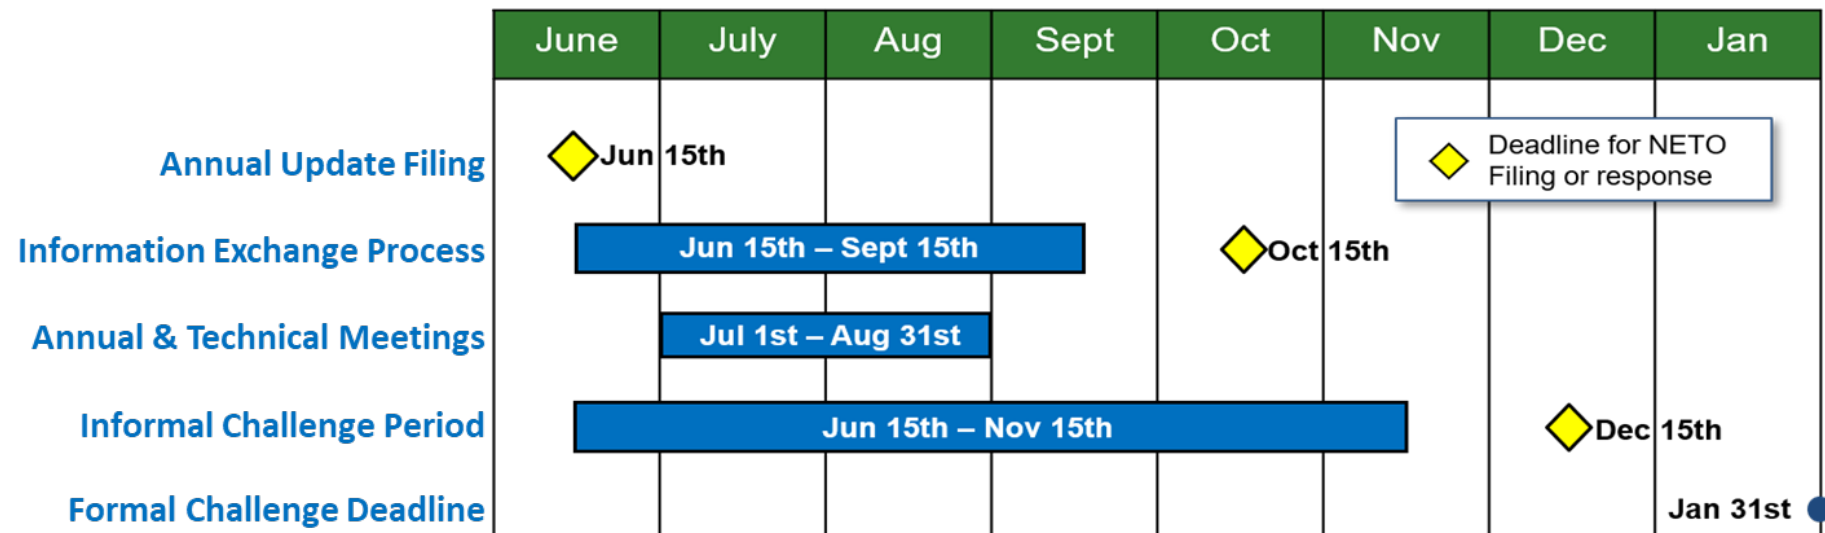 June July Aug Sept Oct Nov Dec Jan
Deadline for NETO
Filing or response
Annual Update Filing Jun 15th
Information Exchange Process Jun 15th – Sept 15th Oct 15th
Annual & Technical Meetings Jul 1st – Aug 31st
Informal Challenge Period Jun 15th – Nov 15th Dec 15th
Formal Challenge Deadline Jan 31st